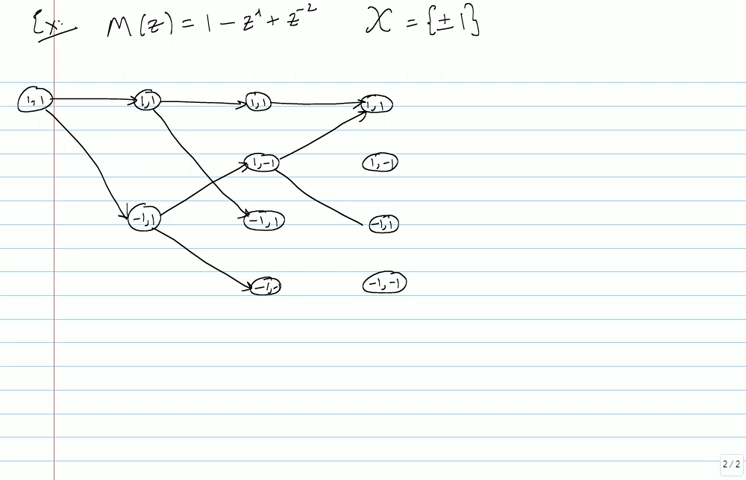 Ex: M(z) = 1 - z^1 + z^-2 X = {±1}
1,1 1,1 1,1 1,1
1,-1 1,-1
-1,1 -1,1 -1,1
-1,- -1,-1
2/2